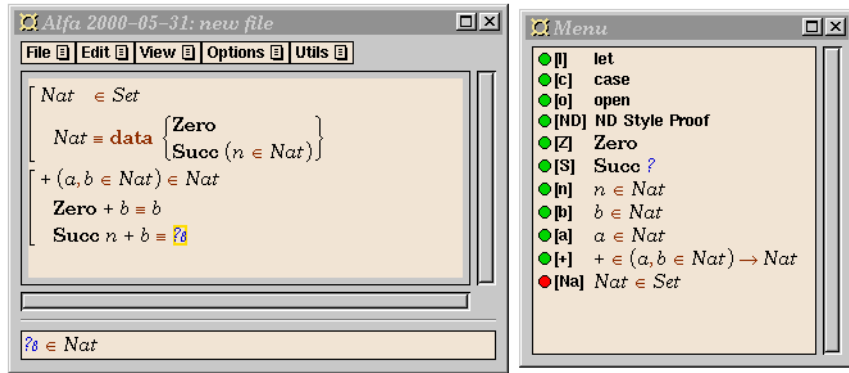 Alfa 2000–05–31: new file
File Edit View Options Utils
Nat ∈ Set
Nat ≡ data { Zero
Succ (n ∈ Nat) }
+ (a, b ∈ Nat) ∈ Nat
Zero + b ≡ b
Succ n + b ≡ ?8
?8 ∈ Nat
Menu
[l] let
[c] case
[o] open
[ND] ND Style Proof
[Z] Zero
[S] Succ ?
[n] n ∈ Nat
[b] b ∈ Nat
[a] a ∈ Nat
[+] + ∈ (a, b ∈ Nat) → Nat
[Na] Nat ∈ Set